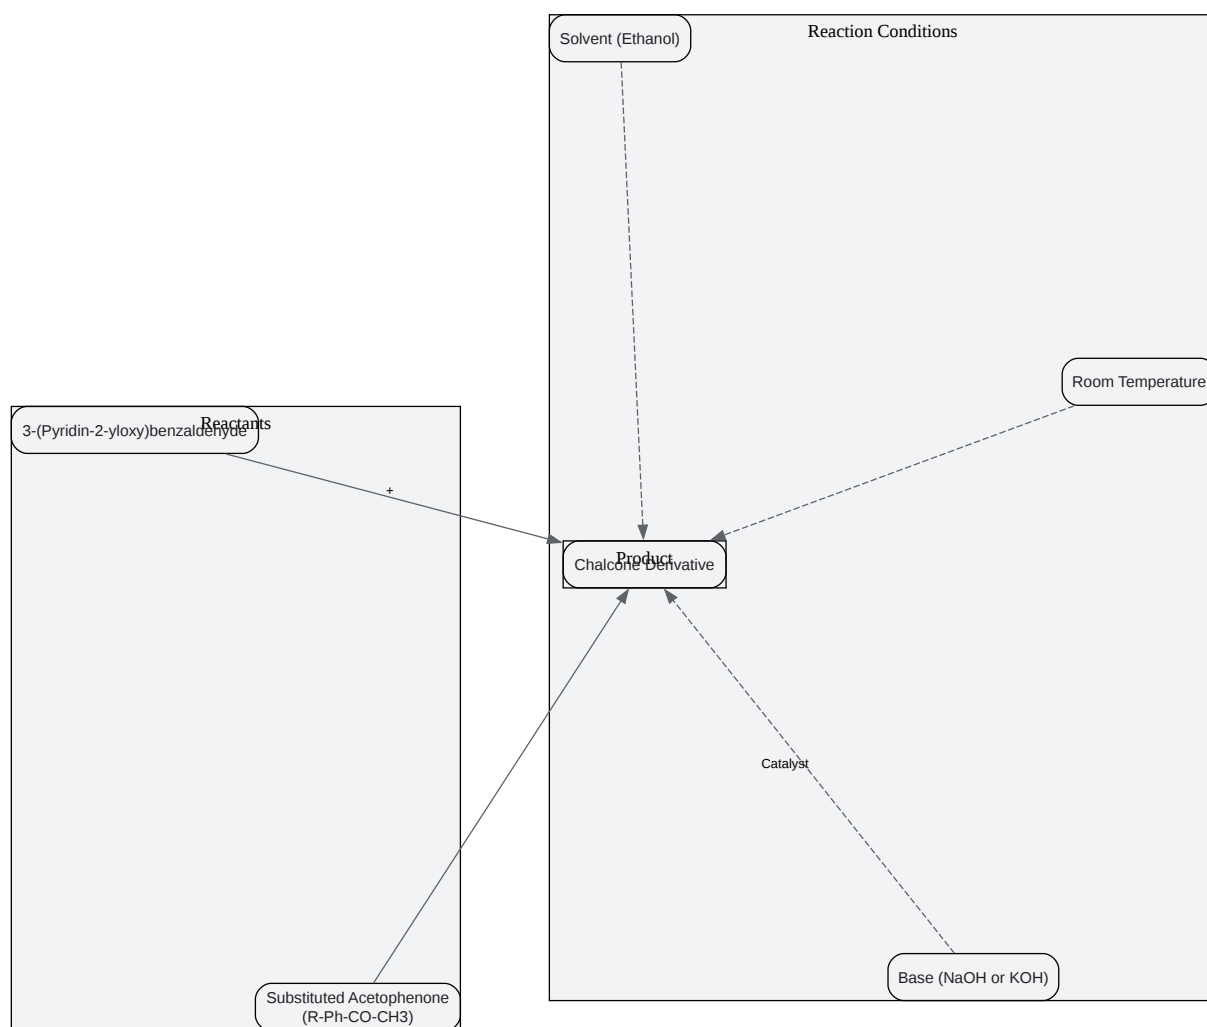 Solvent (Ethanol)
Reaction Conditions
Room Temperature
Reactants
3-(Pyridin-2-yloxy)benzaldehyde
+
Product
Chalcone Derivative
Catalyst
Base (NaOH or KOH)
Substituted Acetophenone
(R-Ph-CO-CH3)